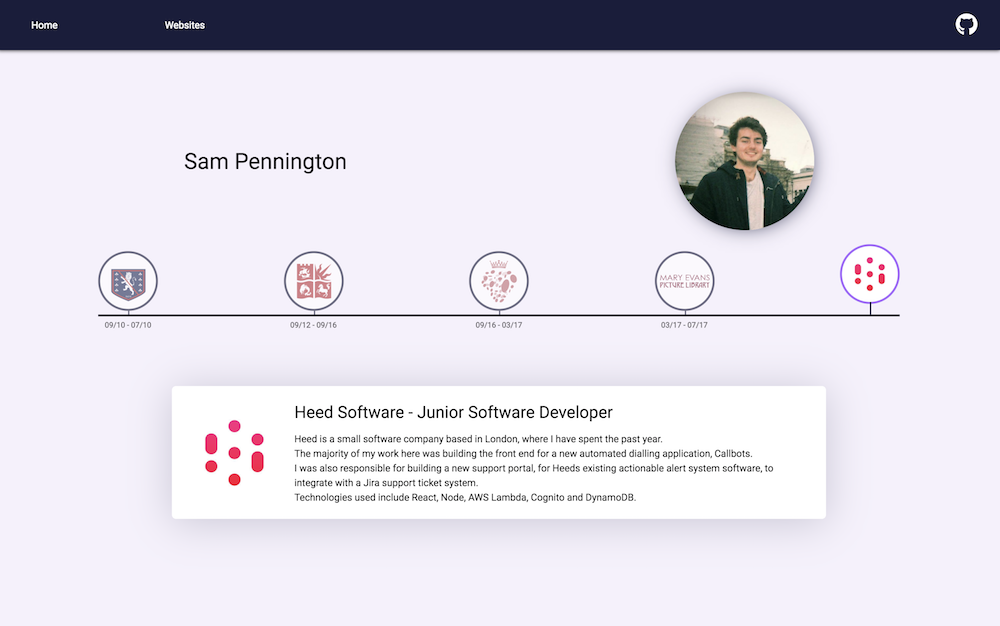 Home
Websites
Sam Pennington
MARY EVANS
PICTURE LIBRARY
09/10 - 07/10
09/12 - 09/16
09/16 - 03/17
03/17 - 07/17
Heed Software - Junior Software Developer
Heed is a small software company based in London, where I have spent the past year.
The majority of my work here was building the front end for a new automated dialling application, Callbots.
I was also responsible for building a new support portal, for Heeds existing actionable alert system software, to
integrate with a Jira support ticket system.
Technologies used include React, Node, AWS Lambda, Cognito and DynamoDB.